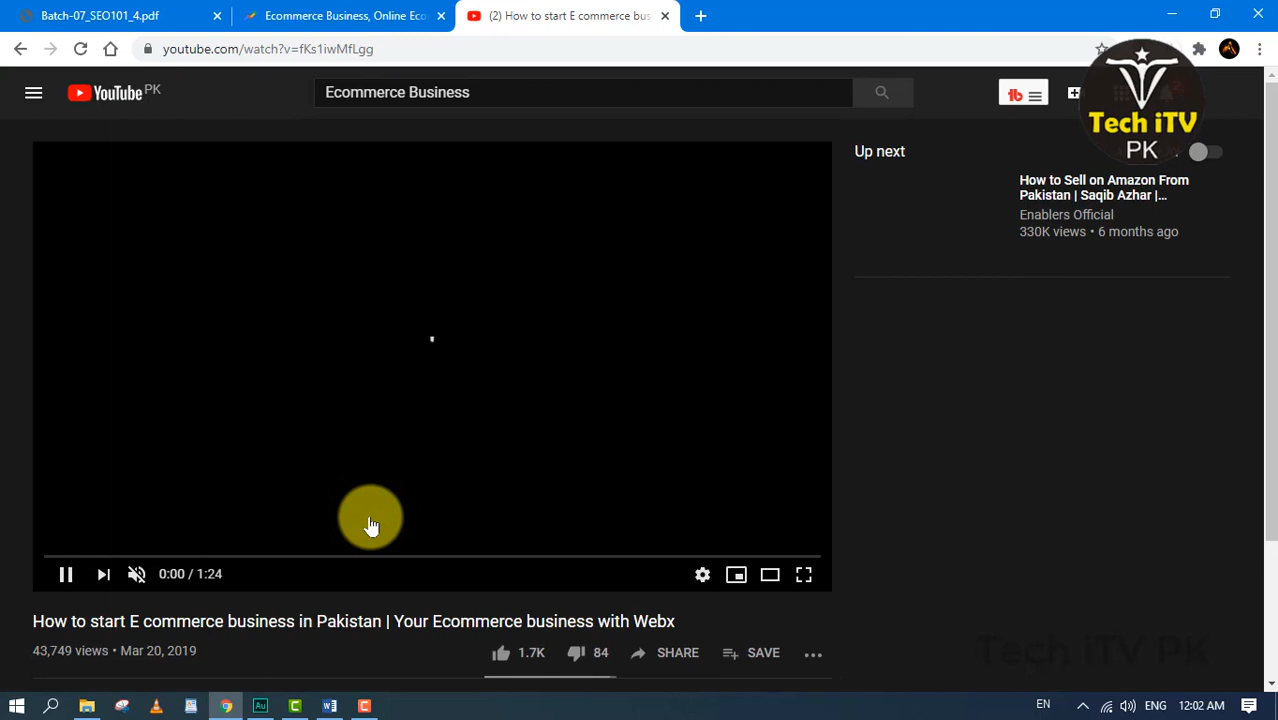 Batch-07_SEO101_4.pdf
Ecommerce Business, Online Eco
(2) How to start E commerce bus
youtube.com/watch?v=fKs1iwMfLgg
YouTube PK
Ecommerce Business
Tech iTV
PK
Up next
How to Sell on Amazon From
Pakistan | Saqib Azhar |...
Enablers Official
330K views • 6 months ago
0:00 / 1:24
How to start E commerce business in Pakistan | Your Ecommerce business with Webx
43,749 views • Mar 20, 2019
1.7K
84
SHARE
SAVE
Tech iTV PK
EN
ENG
12:02 AM